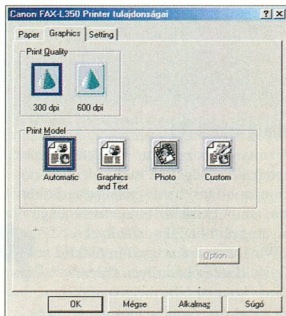 Canon FAX-L350 Printer tulajdonságai
Paper Graphics Setting
Print Quality
300 dpi 600 dpi
Print Model
Automatic Graphics and Text Photo Custom
Option...
OK Mégse Alkalmaz Súgó